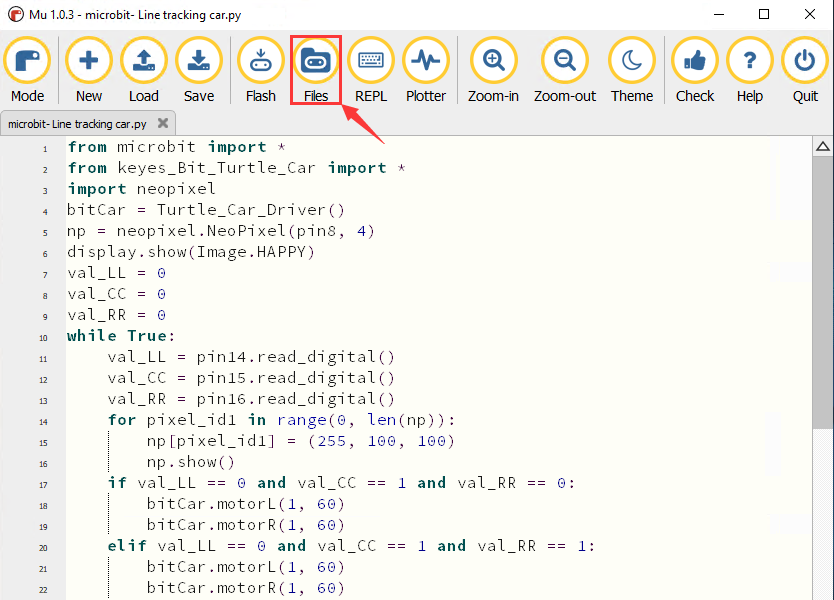 Mu 1.0.3 - microbit- Line tracking car.py
Mode New Load Save Flash Files REPL Plotter Zoom-in Zoom-out Theme Check Help Quit
microbit- Line tracking car.py
1 from microbit import *
2 from keyes_Bit_Turtle_Car import *
3 import neopixel
4 bitCar = Turtle_Car_Driver()
5 np = neopixel.NeoPixel(pin8, 4)
6 display.show(Image.HAPPY)
7 val_LL = 0
8 val_CC = 0
9 val_RR = 0
10 while True:
11     val_LL = pin14.read_digital()
12     val_CC = pin15.read_digital()
13     val_RR = pin16.read_digital()
14     for pixel_id1 in range(0, len(np)):
15         np[pixel_id1] = (255, 100, 100)
16         np.show()
17     if val_LL == 0 and val_CC == 1 and val_RR == 0:
18         bitCar.motorL(1, 60)
19         bitCar.motorR(1, 60)
20     elif val_LL == 0 and val_CC == 1 and val_RR == 1:
21         bitCar.motorL(1, 60)
22         bitCar.motorR(1, 60)